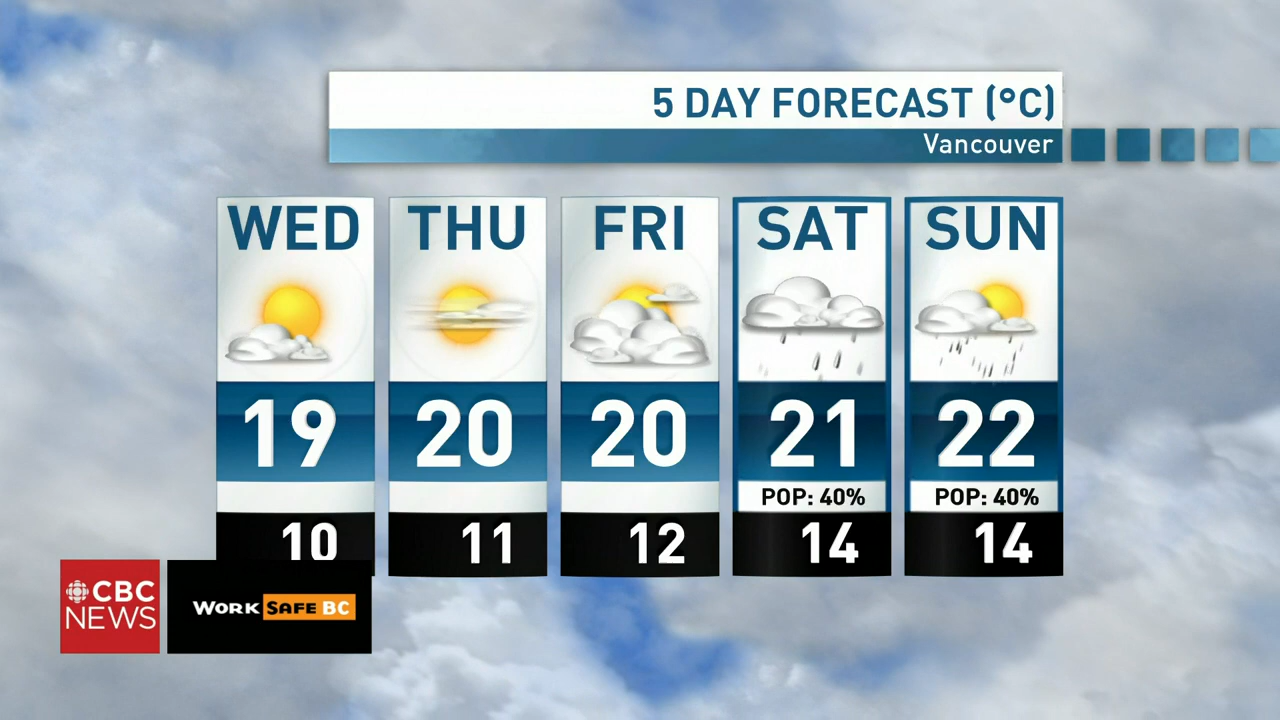 5 DAY FORECAST (°C)
Vancouver
WED THU FRI SAT SUN
19 20 20 21 22
POP: 40% POP: 40%
10 11 12 14 14
CBC
NEWS
WORK SAFE BC